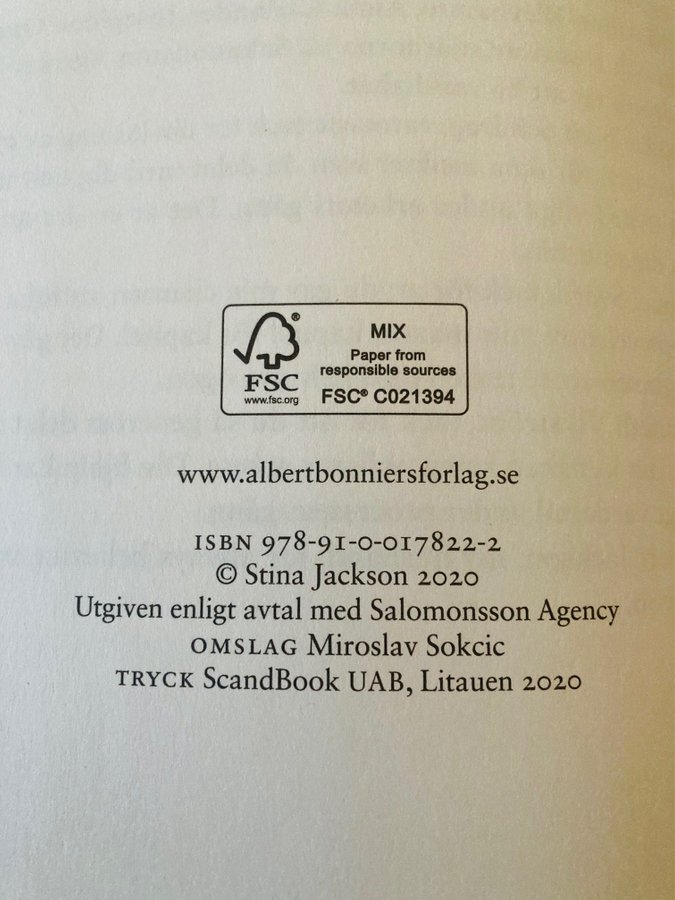 FSC®
www.fsc.org
MIX
Paper from
responsible sources
FSC® C021394
www.albertbonniersforlag.se
ISBN 978-91-0-017822-2
© Stina Jackson 2020
Utgiven enligt avtal med Salomonsson Agency
OMSLAG Miroslav Sokcic
TRYCK ScandBook UAB, Litauen 2020